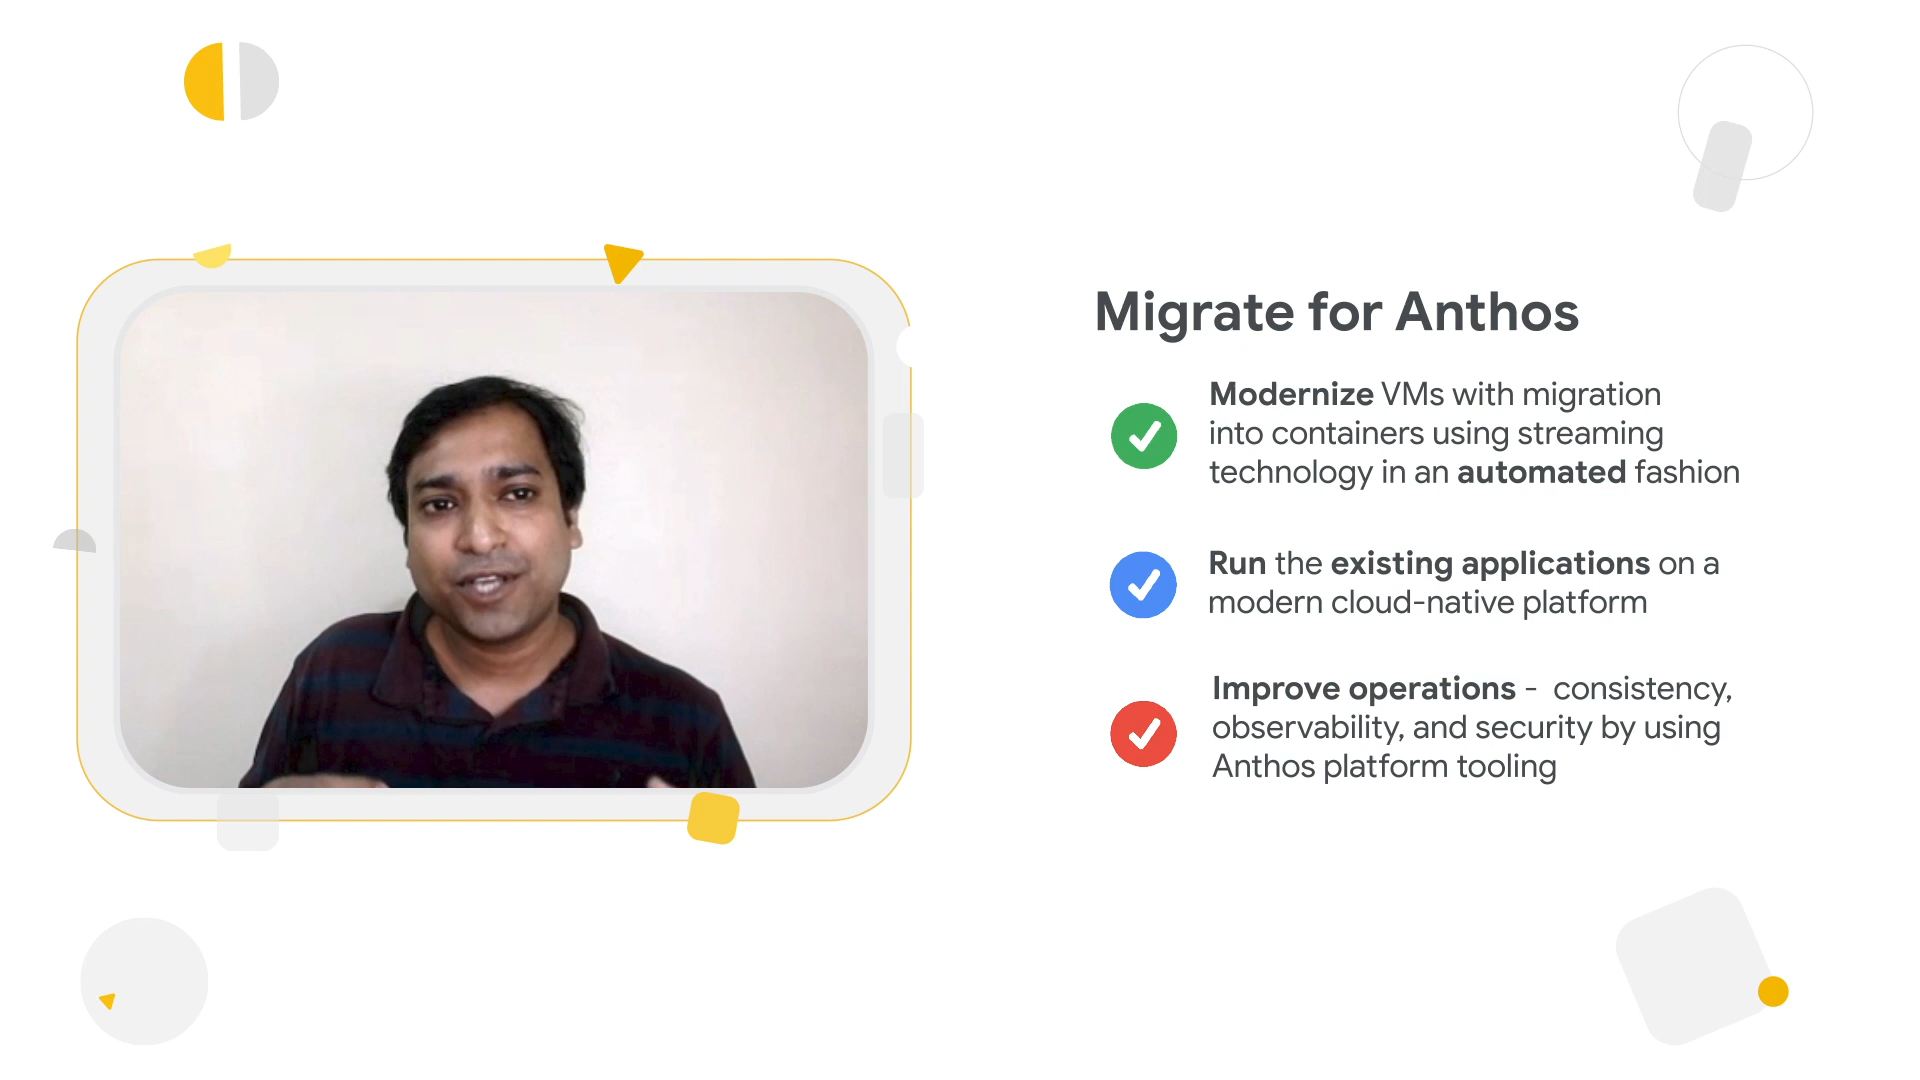 Migrate for Anthos
Modernize VMs with migration
into containers using streaming
technology in an automated fashion
Run the existing applications on a
modern cloud-native platform
Improve operations -  consistency,
observability, and security by using
Anthos platform tooling